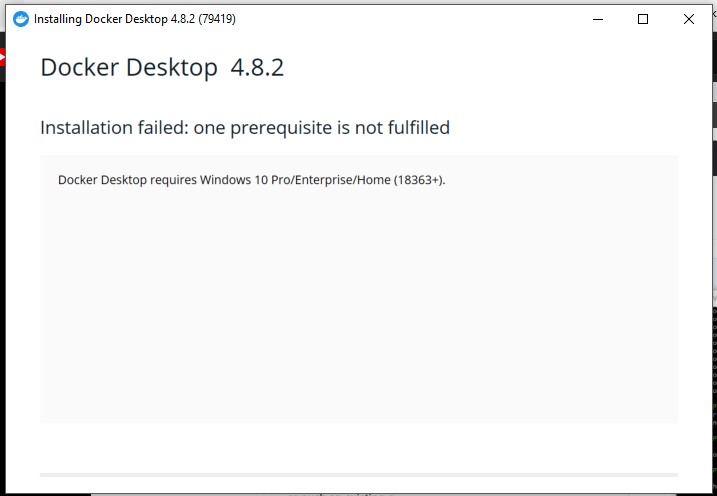 Installing Docker Desktop 4.8.2 (79419)
Docker Desktop 4.8.2
Installation failed: one prerequisite is not fulfilled
Docker Desktop requires Windows 10 Pro/Enterprise/Home (18363+).